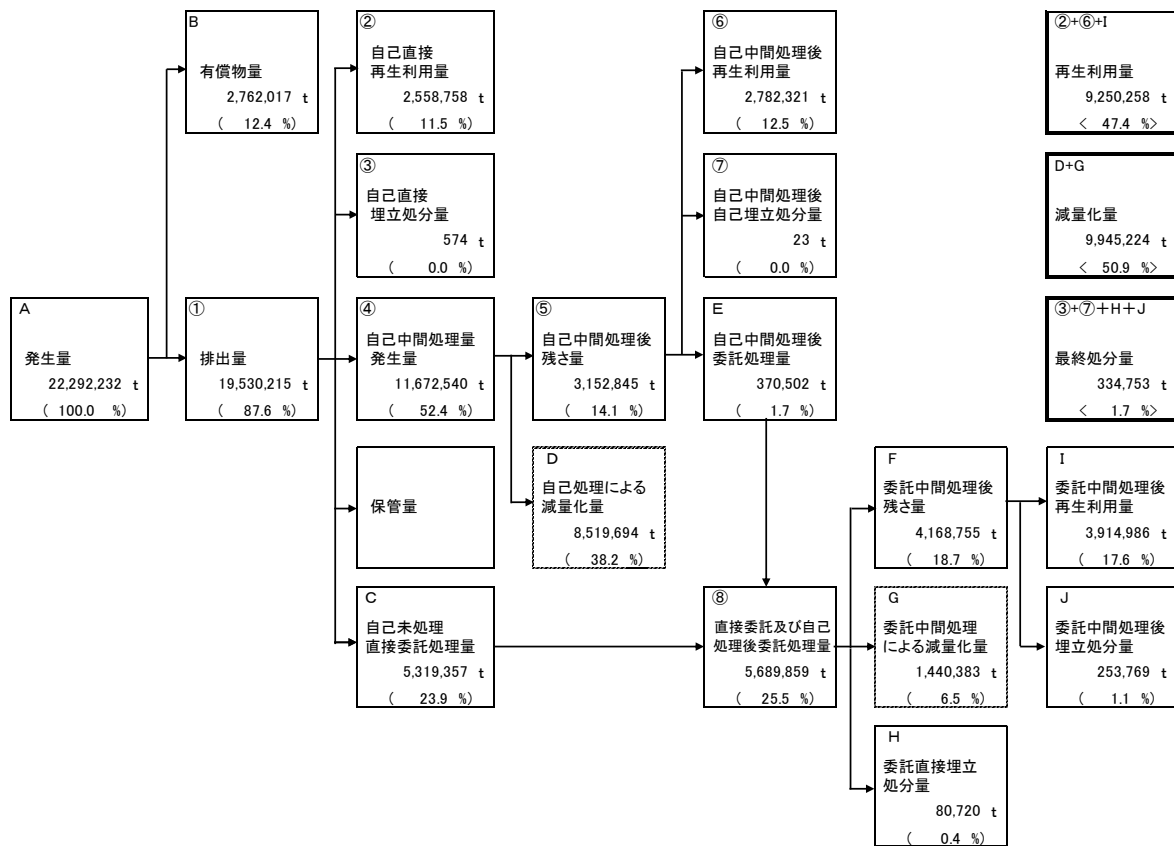 B
有償物量
2,762,017 t
( 12.4 %)
②
自己直接
再生利用量
2,558,758 t
( 11.5 %)
⑥
自己中間処理後
再生利用量
2,782,321 t
( 12.5 %)
②+⑥+I
再生利用量
9,250,258 t
< 47.4 %>
③
自己直接
埋立処分量
574 t
( 0.0 %)
⑦
自己中間処理後
自己埋立処分量
23 t
( 0.0 %)
D+G
減量化量
9,945,224 t
< 50.9 %>
A
発生量
22,292,232 t
( 100.0 %)
①
排出量
19,530,215 t
( 87.6 %)
④
自己中間処理量
発生量
11,672,540 t
( 52.4 %)
⑤
自己中間処理後
残さ量
3,152,845 t
( 14.1 %)
E
自己中間処理後
委託処理量
370,502 t
( 1.7 %)
③+⑦+H+J
最終処分量
334,753 t
< 1.7 %>
保管量
D
自己処理による
減量化量
8,519,694 t
( 38.2 %)
F
委託中間処理後
残さ量
4,168,755 t
( 18.7 %)
I
委託中間処理後
再生利用量
3,914,986 t
( 17.6 %)
C
自己未処理
直接委託処理量
5,319,357 t
( 23.9 %)
⑧
直接委託及び自己
処理後委託処理量
5,689,859 t
( 25.5 %)
G
委託中間処理
による減量化量
1,440,383 t
( 6.5 %)
J
委託中間処理後
埋立処分量
253,769 t
( 1.1 %)
H
委託直接埋立
処分量
80,720 t
( 0.4 %)